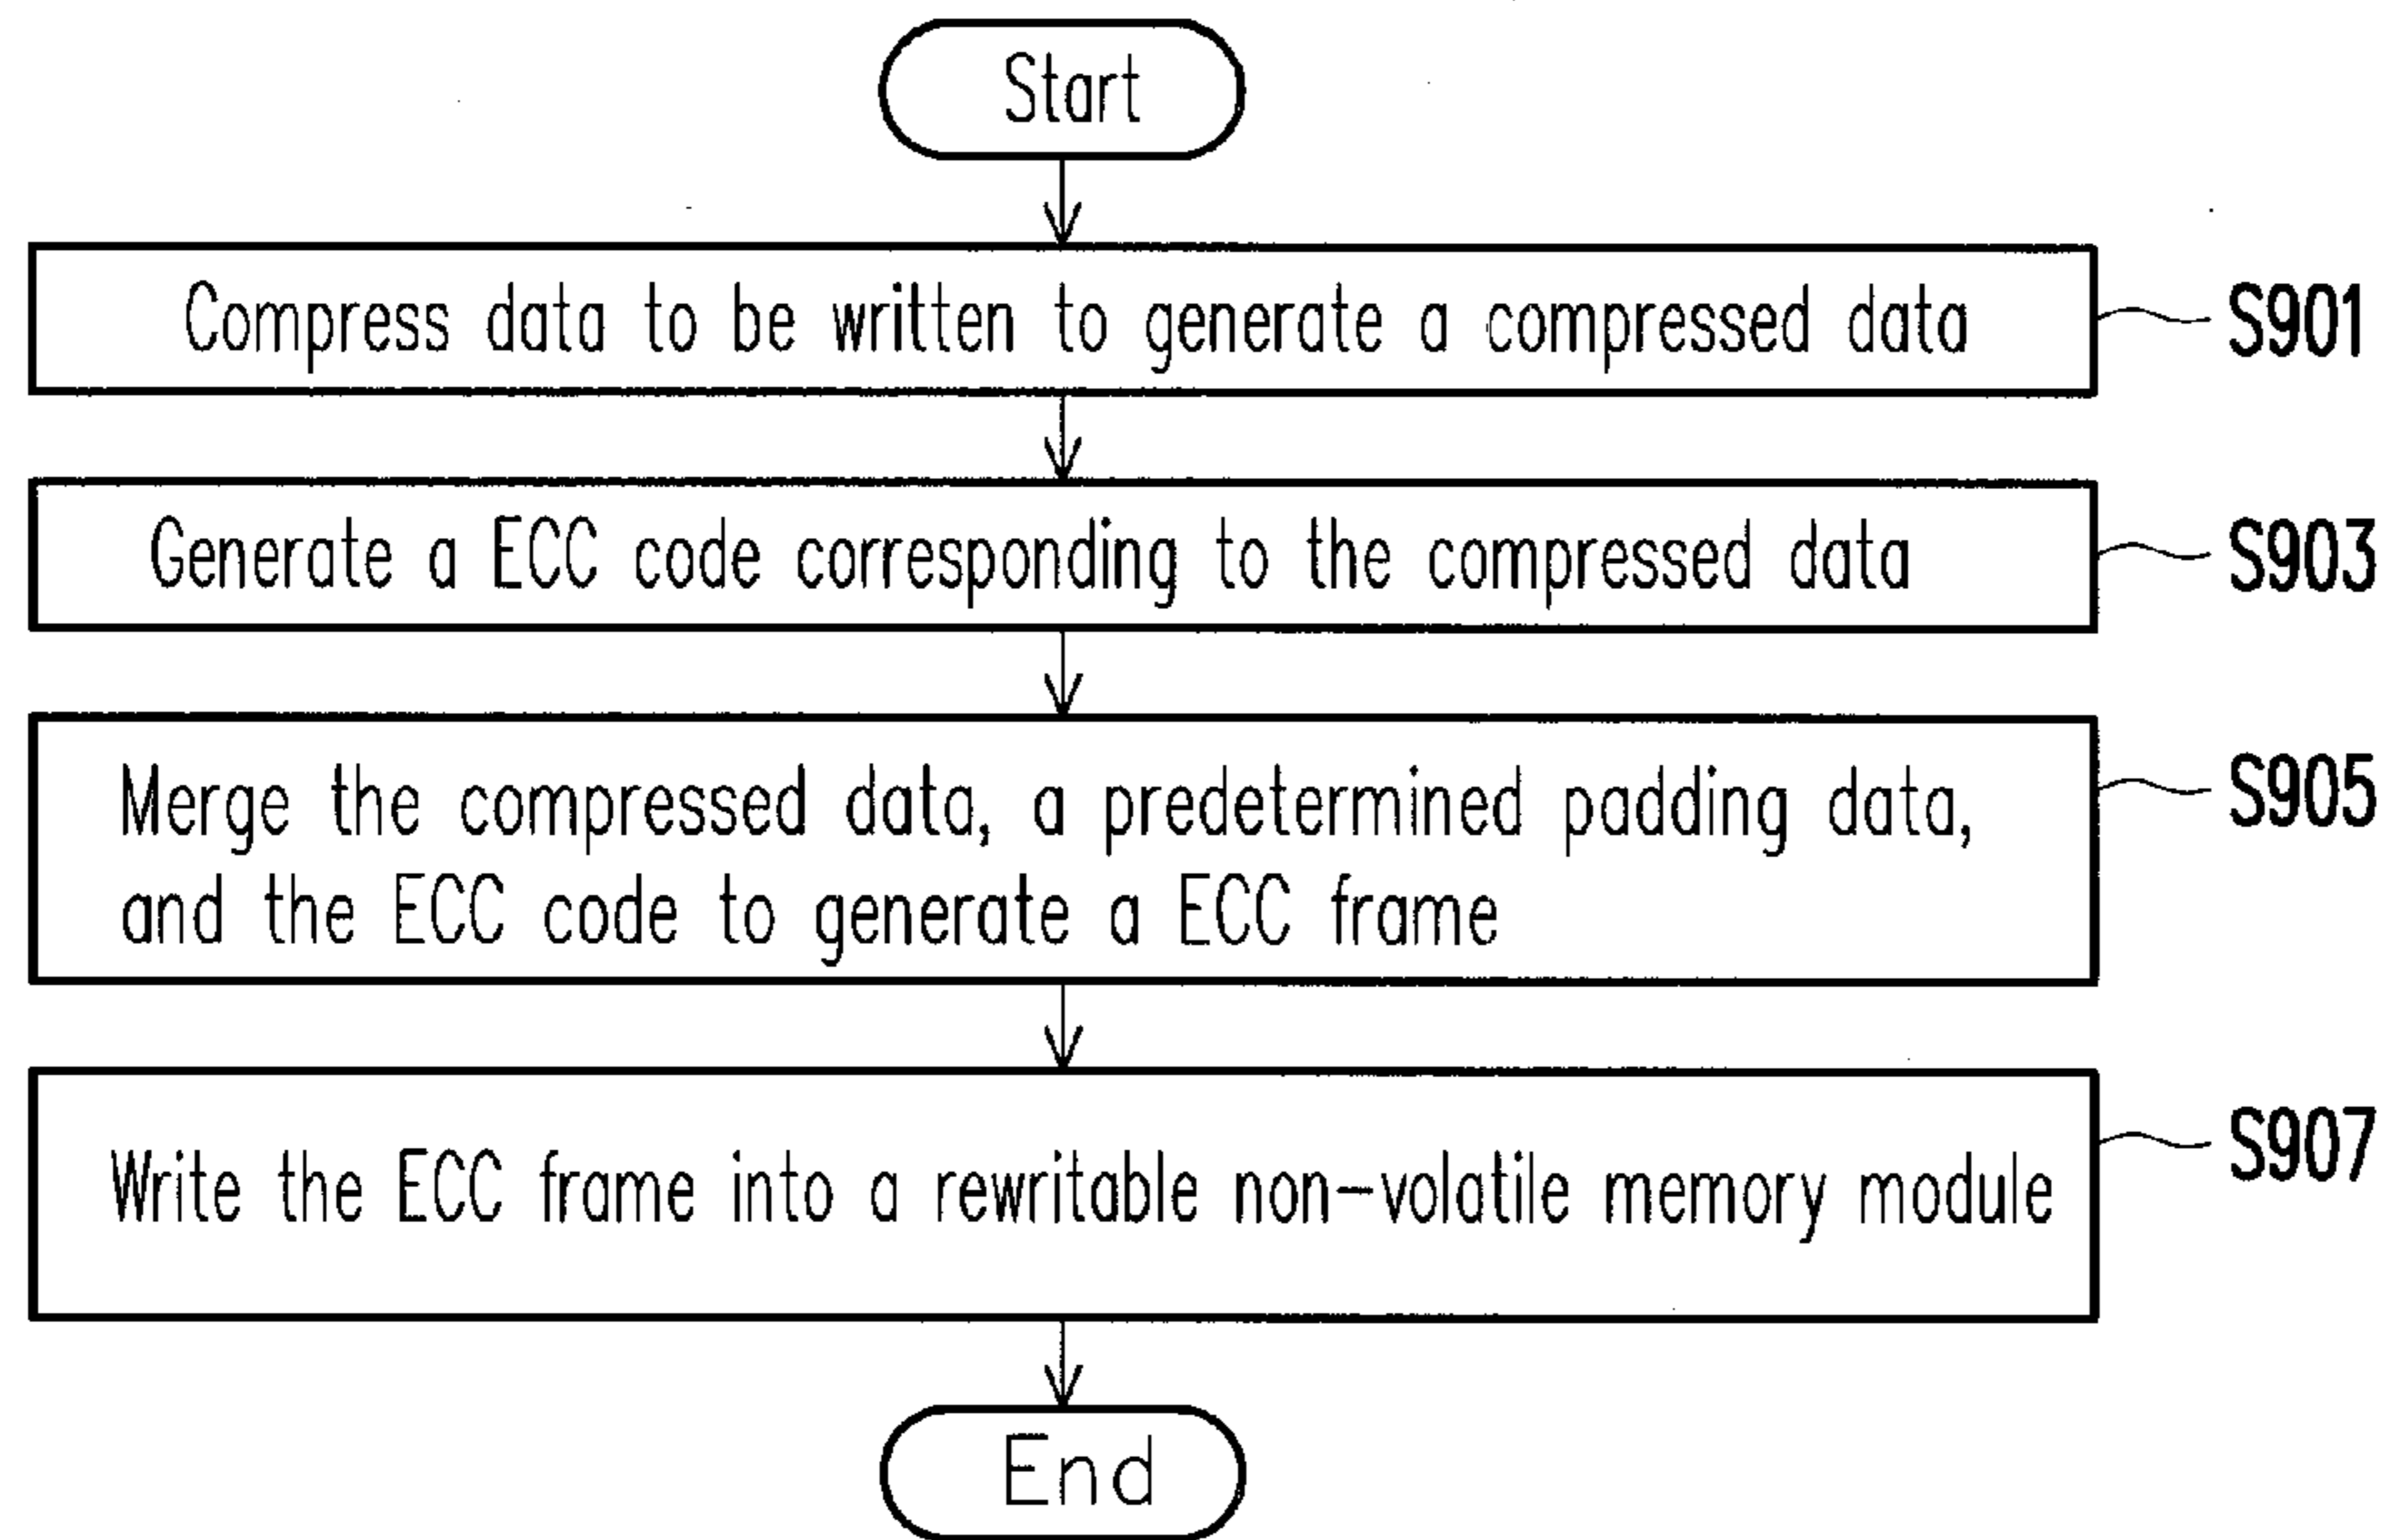 Start
Compress data to be written to generate a compressed data
S901
Generate a ECC code corresponding to the compressed data
S903
Merge the compressed data, a predetermined padding data,
and the ECC code to generate a ECC frame
S905
Write the ECC frame into a rewritable non-volatile memory module
S907
End